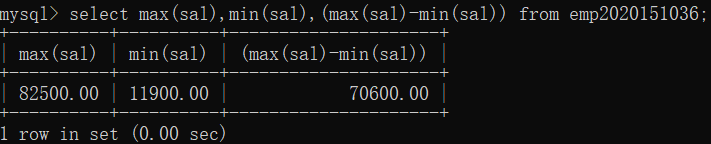 mysql> select max(sal),min(sal),(max(sal)-min(sal)) from emp2020151036;
+----------+----------+---------------------+
| max(sal) | min(sal) | (max(sal)-min(sal)) |
+----------+----------+---------------------+
| 82500.00 | 11900.00 |            70600.00 |
+----------+----------+---------------------+
1 row in set (0.00 sec)